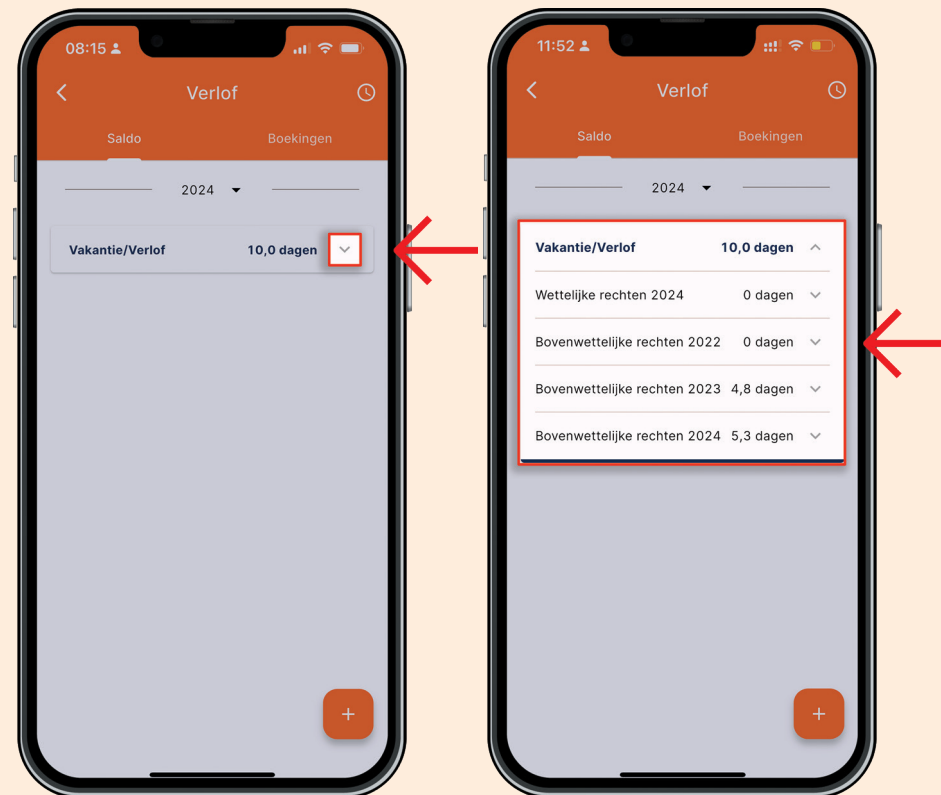 08:15
Verlof
Saldo Boekingen
2024
Vakantie/Verlof 10,0 dagen
+
11:52
Verlof
Saldo Boekingen
2024
Vakantie/Verlof 10,0 dagen
Wettelijke rechten 2024 0 dagen
Bovenwettelijke rechten 2022 0 dagen
Bovenwettelijke rechten 2023 4,8 dagen
Bovenwettelijke rechten 2024 5,3 dagen
+